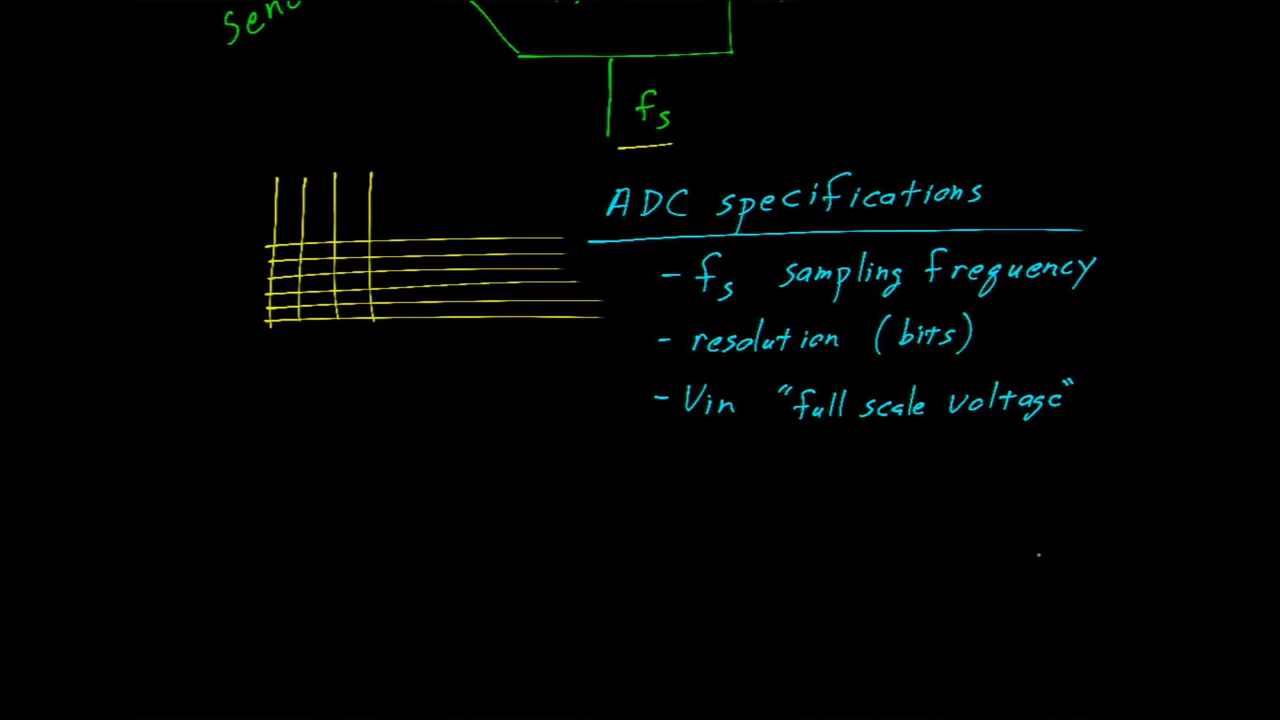 fs
ADC specifications
- fs sampling frequency
- resolution (bits)
- Vin "full scale voltage"